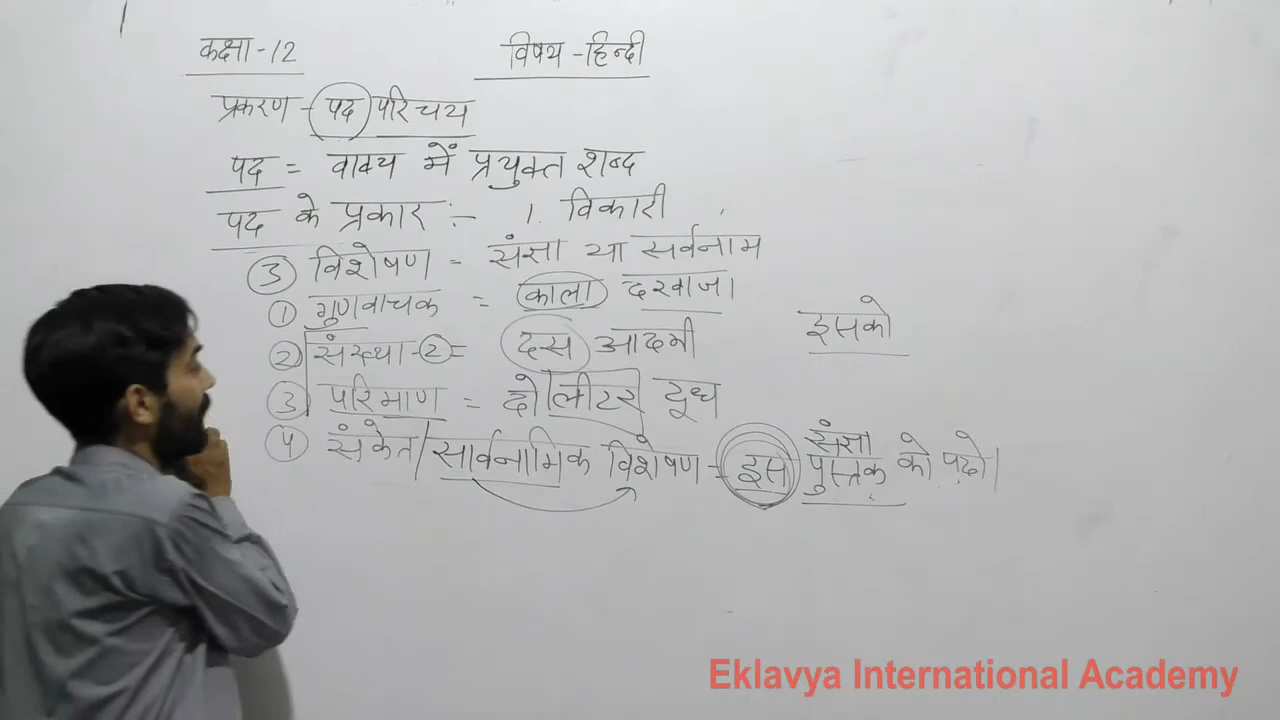 कक्षा -12 विषय -हिन्दी
प्रकरण - पद परिचय
पद = वाक्य में प्रयुक्त शब्द
पद के प्रकार :- 1. विकारी
③ विशेषण = संज्ञा या सर्वनाम
① गुणवाचक = काला दरवाजा
② संख्या - ② = दस आदमी इसको
③ परिमाण = दो लीटर दूध
संज्ञा
④ संकेत/सार्वनामिक विशेषण - इस पुस्तक को पढ़ो।
Eklavya International Academy